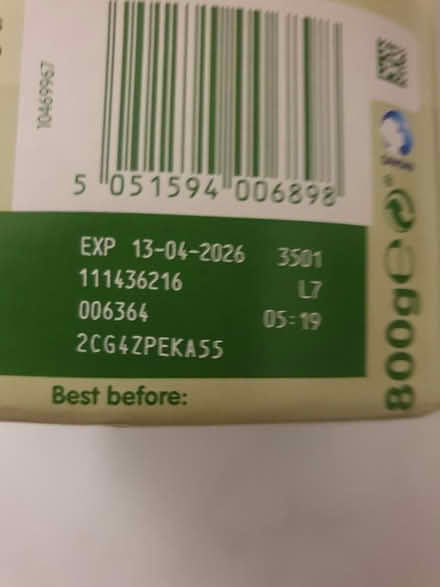 10469967
5 051594 006898
EXP 13-04-2026 3501
111436216 L7
006364 05:19
2CG4ZPEKA55
Best before:
800g e